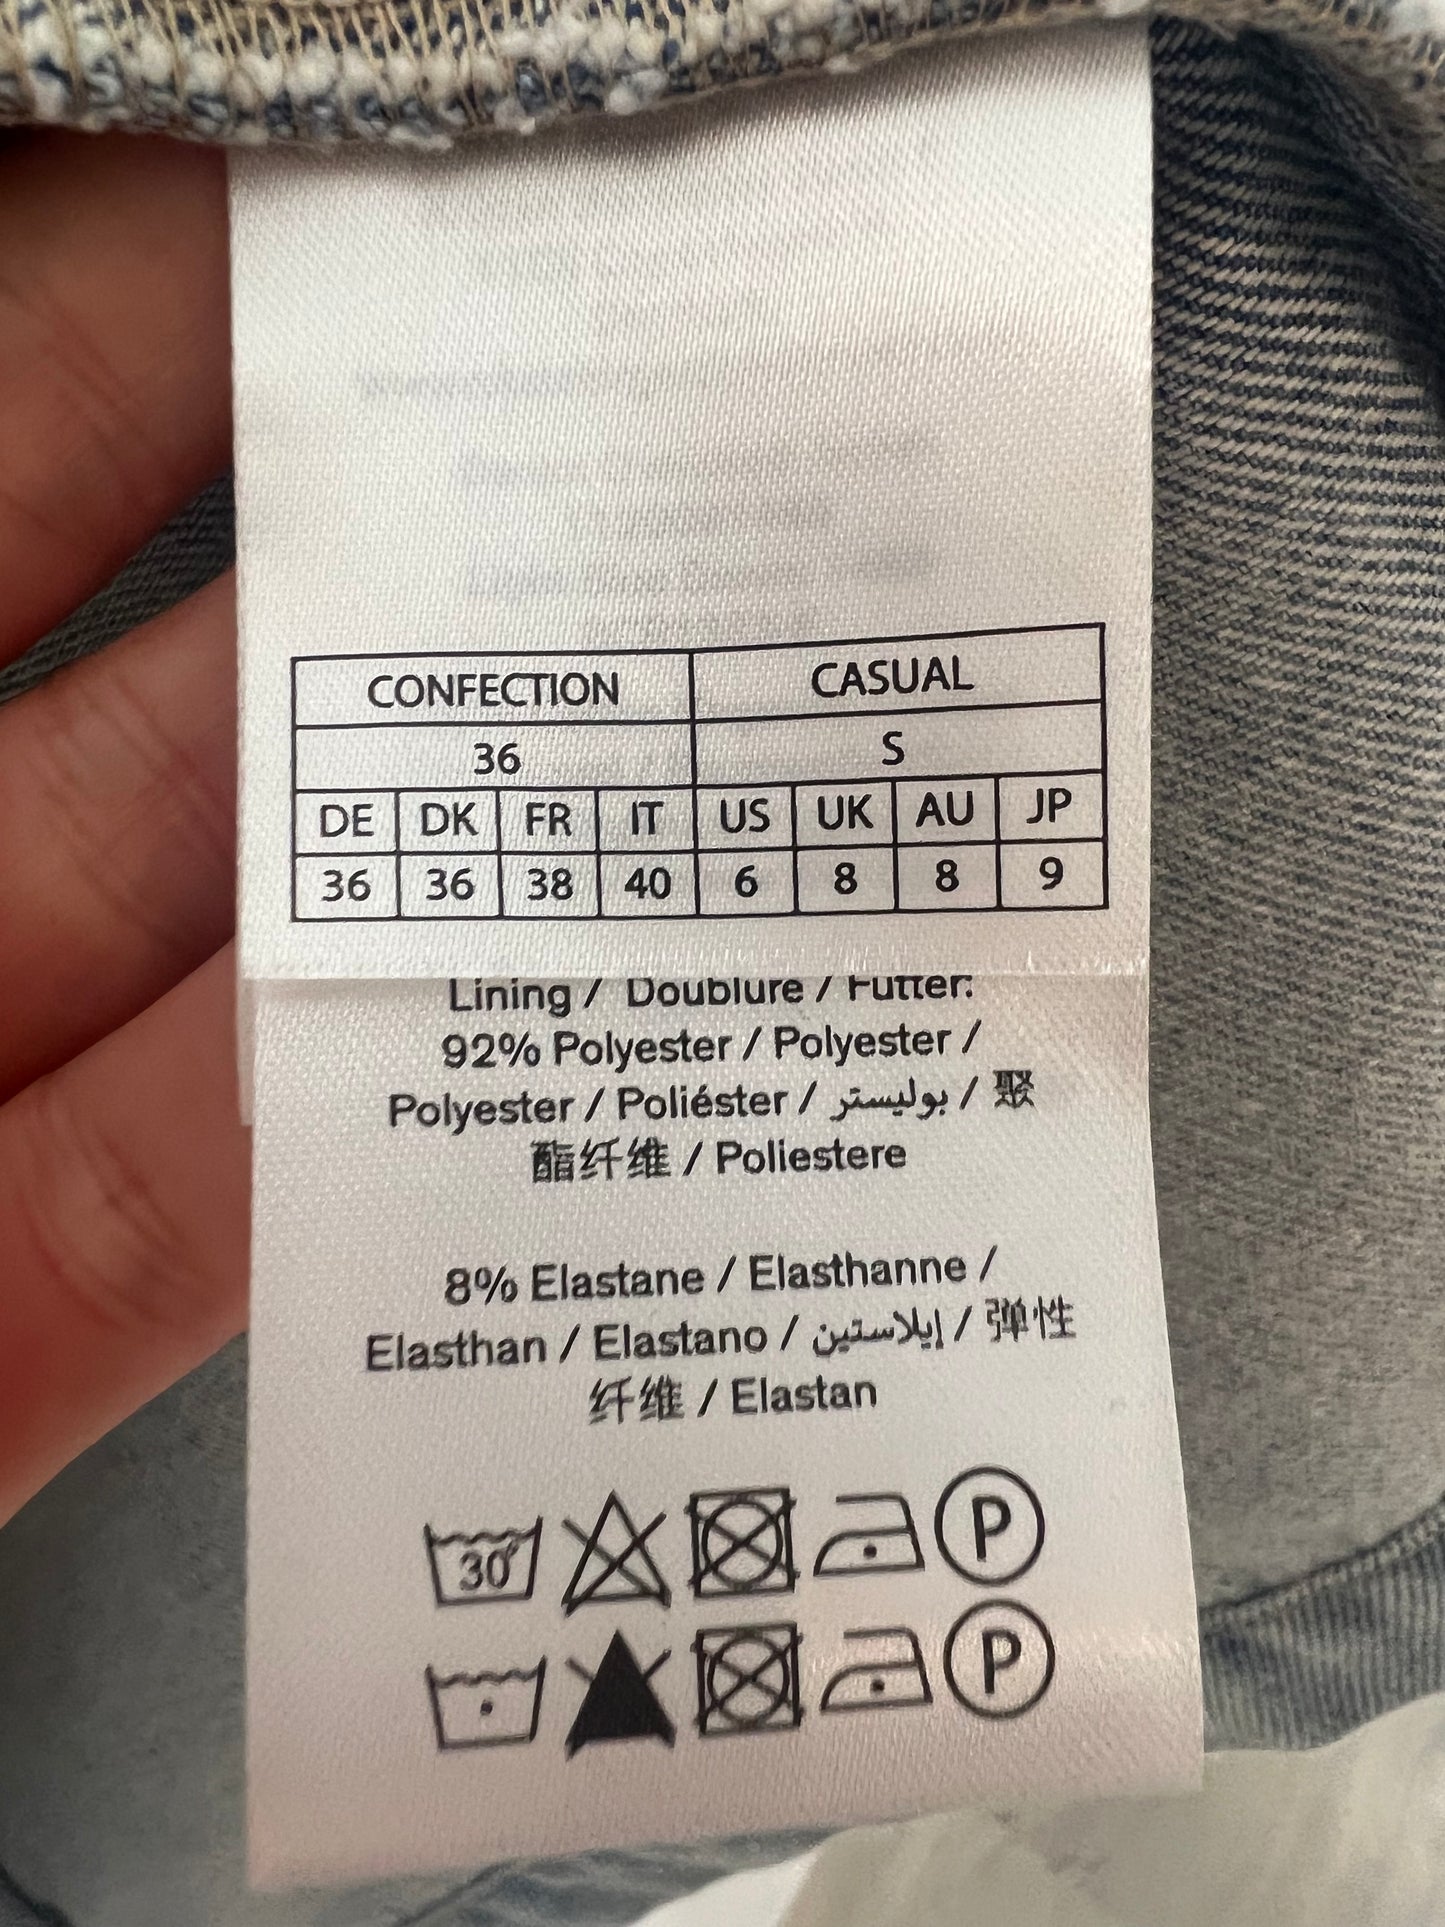 CONFECTION CASUAL
36 S
DE DK FR IT US UK AU JP
36 36 38 40 6 8 8 9
Lining / Doublure / Futter:
92% Polyester / Polyester /
Polyester / Poliéster / بوليستر / 聚
酯纤维 / Poliestere
8% Elastane / Elasthanne /
Elasthan / Elastano / إيلاستين / 弹性
纤维 / Elastan
30° P
P